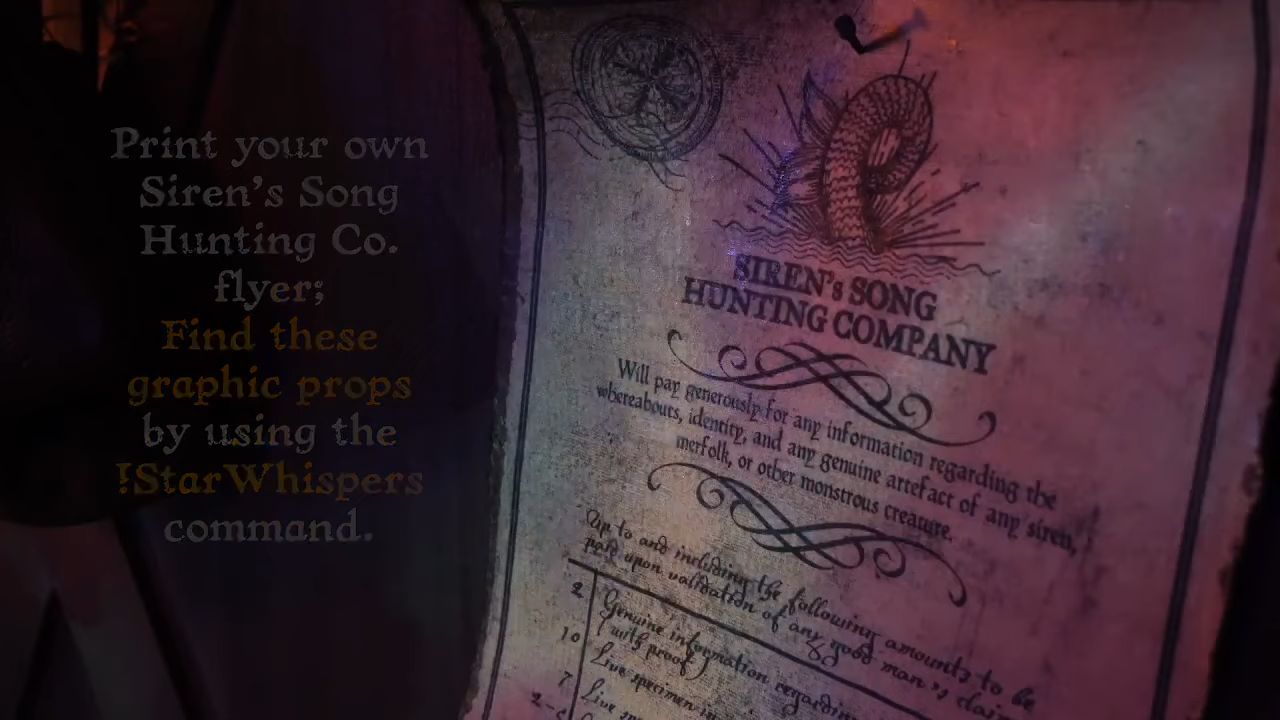 Print your own
Siren's Song
Hunting Co.
flyer;
Find these
graphic props
by using the
!StarWhispers
command.
SIREN's SONG
HUNTING COMPANY
Will pay generously for any information regarding the
whereabouts, identity, and any genuine artefact of any siren,
merfolk, or other monstrous creature.
Up to and including the following amounts to be
paid upon validation of any good man's claim
2 Genuine information regarding
(with proof)
10 Live specimen in
7 Live
2-